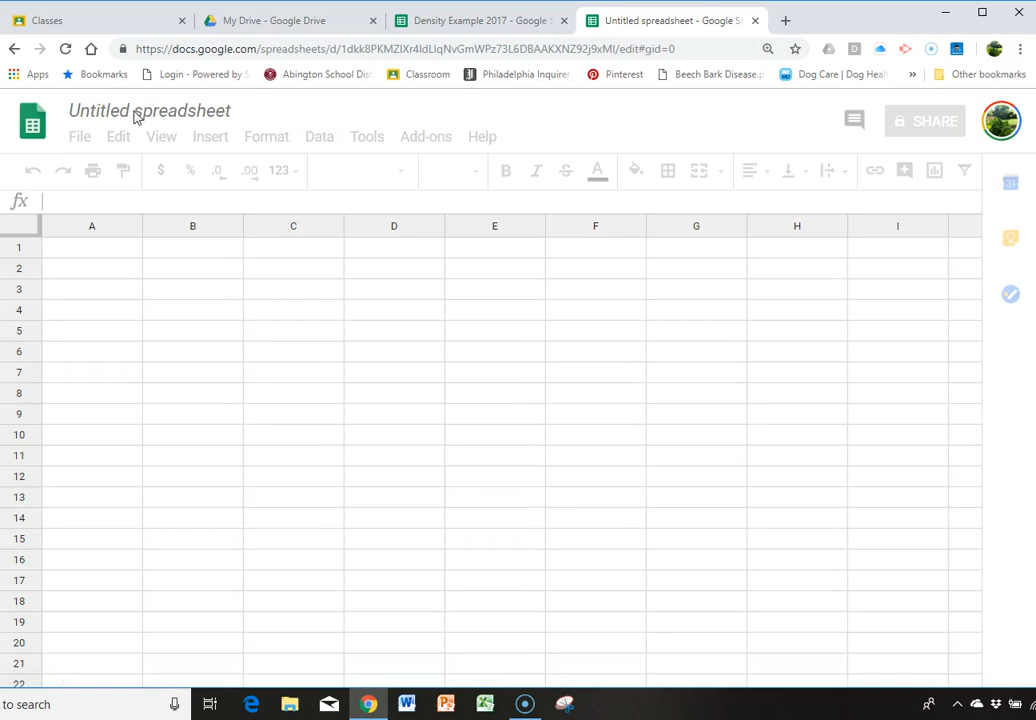 Classes
My Drive - Google Drive
Density Example 2017 - Google S
Untitled spreadsheet - Google S
https://docs.google.com/spreadsheets/d/1dkk8PKMZlXr4ldLIqNvGmWPz73L6DBAAKXNZ92j9xMI/edit#gid=0
Apps Bookmarks Login - Powered by S Abington School Dist Classroom Philadelphia Inquirer Pinterest Beech Bark Disease.p Dog Care | Dog Healt » Other bookmarks
Untitled spreadsheet
SHARE
File Edit View Insert Format Data Tools Add-ons Help
$ % .0 .00 123 B I S A
31
fx
A B C D E F G H I
1
2
3
4
5
6
7
8
9
10
11
12
13
14
15
16
17
18
19
20
21
22
to search